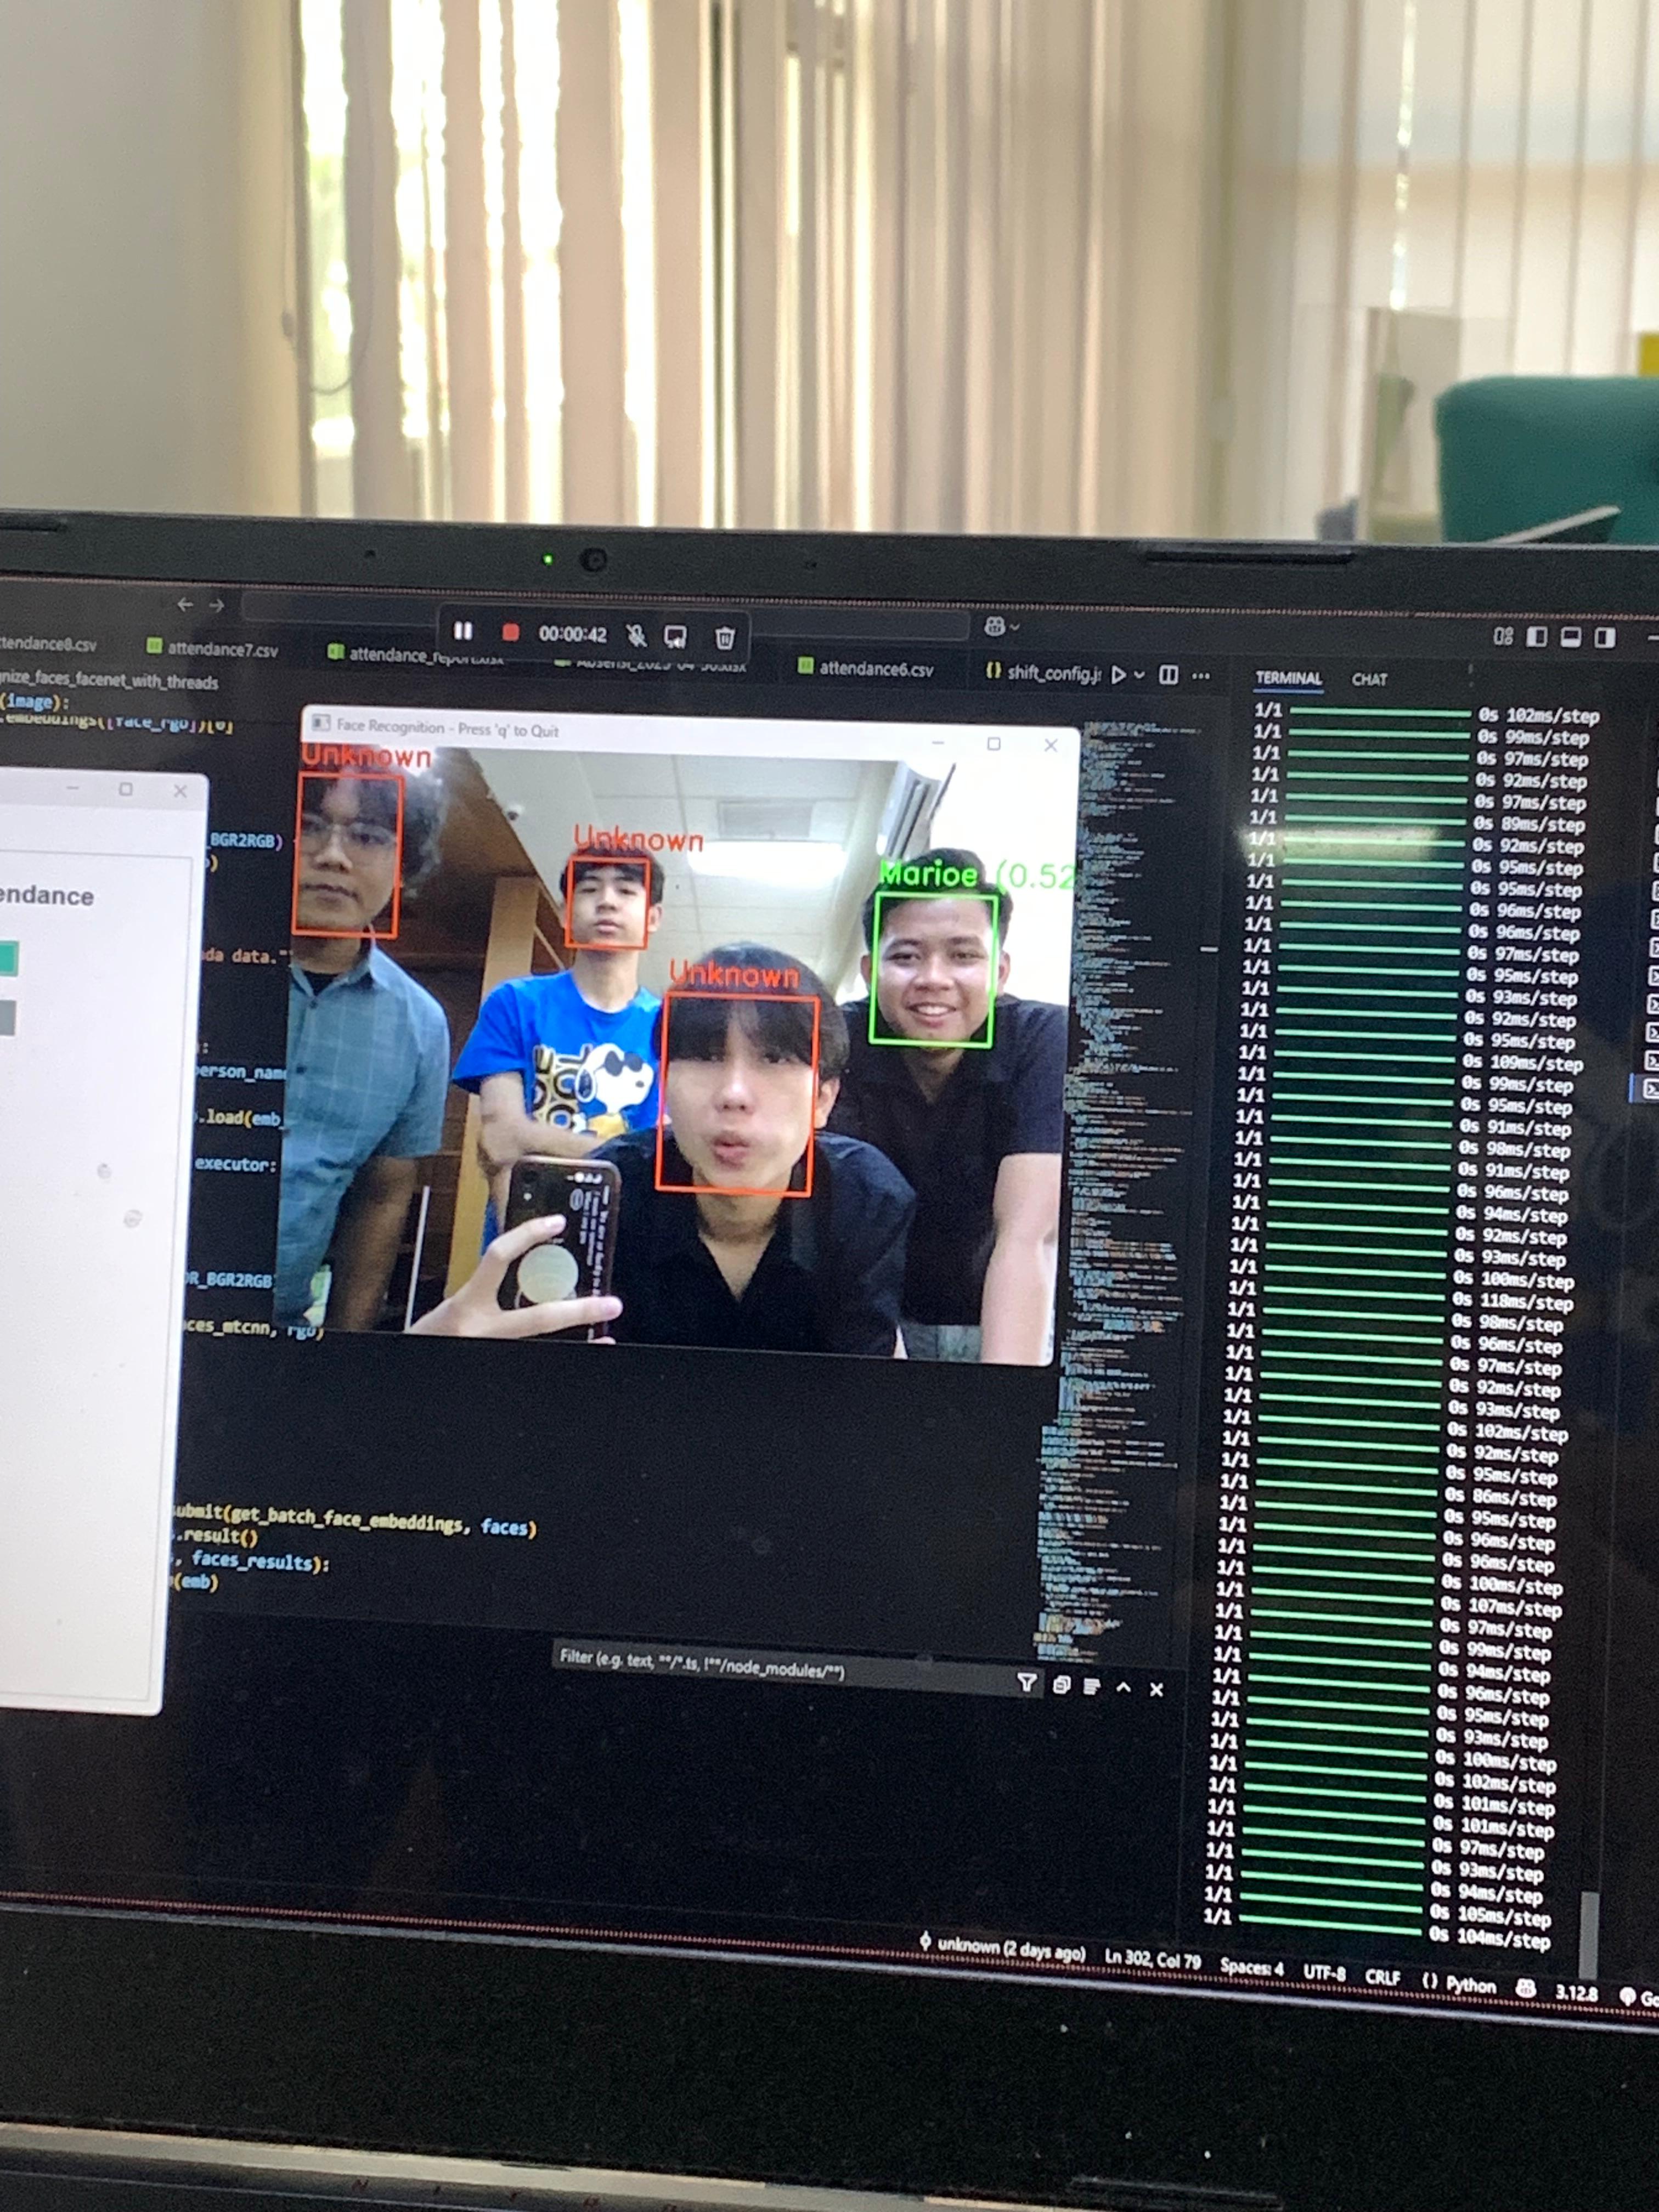 00:00:42
attendance7.csv
attendance6.csv
shift_config.j
TERMINAL
CHAT
nize_faces_facenet_with_threads
(image):
Face Recognition - Press 'q' to Quit
Unknown
Unknown
Unknown
Marioe (0.52
endance
_BGR2RGB)
da data."
person_name
.load(emb_
executor:
R_BGR2RGB
ces_mtcnn, rgb)
ubmit(get_batch_face_embeddings, faces)
.result()
, faces_results):
(emb)
Filter (e.g. text, **/*.ts, !**/node_modules/**)
1/1 0s 102ms/step
1/1 0s 99ms/step
1/1 0s 97ms/step
1/1 0s 92ms/step
1/1 0s 97ms/step
1/1 0s 89ms/step
1/1 0s 92ms/step
1/1 0s 95ms/step
1/1 0s 95ms/step
1/1 0s 96ms/step
1/1 0s 96ms/step
1/1 0s 97ms/step
1/1 0s 95ms/step
1/1 0s 93ms/step
1/1 0s 92ms/step
1/1 0s 95ms/step
1/1 0s 109ms/step
1/1 0s 99ms/step
1/1 0s 95ms/step
1/1 0s 91ms/step
1/1 0s 98ms/step
1/1 0s 91ms/step
1/1 0s 96ms/step
1/1 0s 94ms/step
1/1 0s 92ms/step
1/1 0s 93ms/step
1/1 0s 100ms/step
1/1 0s 118ms/step
1/1 0s 98ms/step
1/1 0s 96ms/step
1/1 0s 97ms/step
1/1 0s 92ms/step
1/1 0s 93ms/step
1/1 0s 102ms/step
1/1 0s 92ms/step
1/1 0s 95ms/step
1/1 0s 86ms/step
1/1 0s 95ms/step
1/1 0s 96ms/step
1/1 0s 96ms/step
1/1 0s 100ms/step
1/1 0s 107ms/step
1/1 0s 97ms/step
1/1 0s 99ms/step
1/1 0s 94ms/step
1/1 0s 96ms/step
1/1 0s 95ms/step
1/1 0s 93ms/step
1/1 0s 100ms/step
1/1 0s 102ms/step
1/1 0s 101ms/step
1/1 0s 101ms/step
1/1 0s 97ms/step
1/1 0s 93ms/step
1/1 0s 94ms/step
1/1 0s 105ms/step
1/1 0s 104ms/step
unknown (2 days ago) Ln 302, Col 79 Spaces: 4 UTF-8 CRLF {} Python 3.12.8 Go